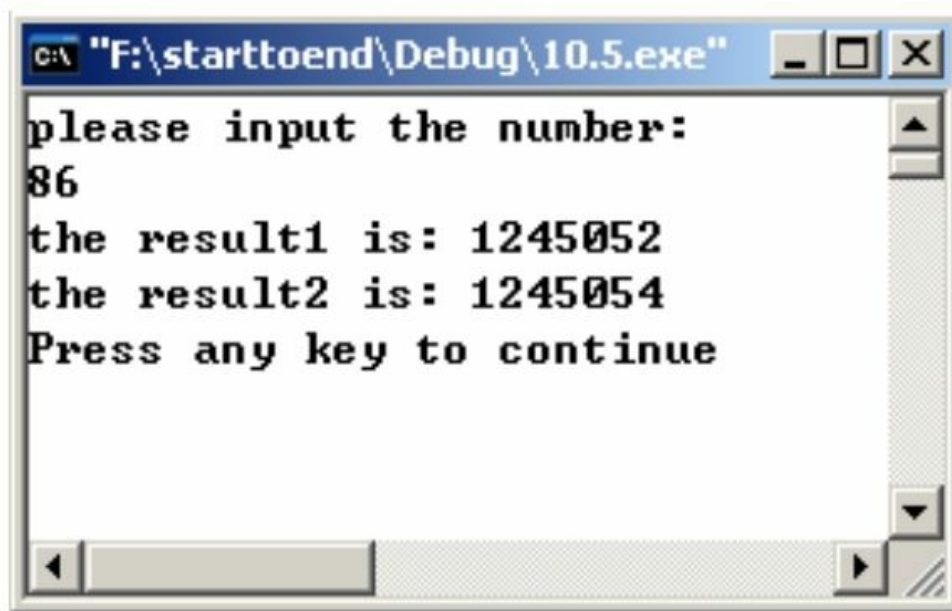 "F:\starttoend\Debug\10.5.exe"
please input the number:
86
the result1 is: 1245052
the result2 is: 1245054
Press any key to continue